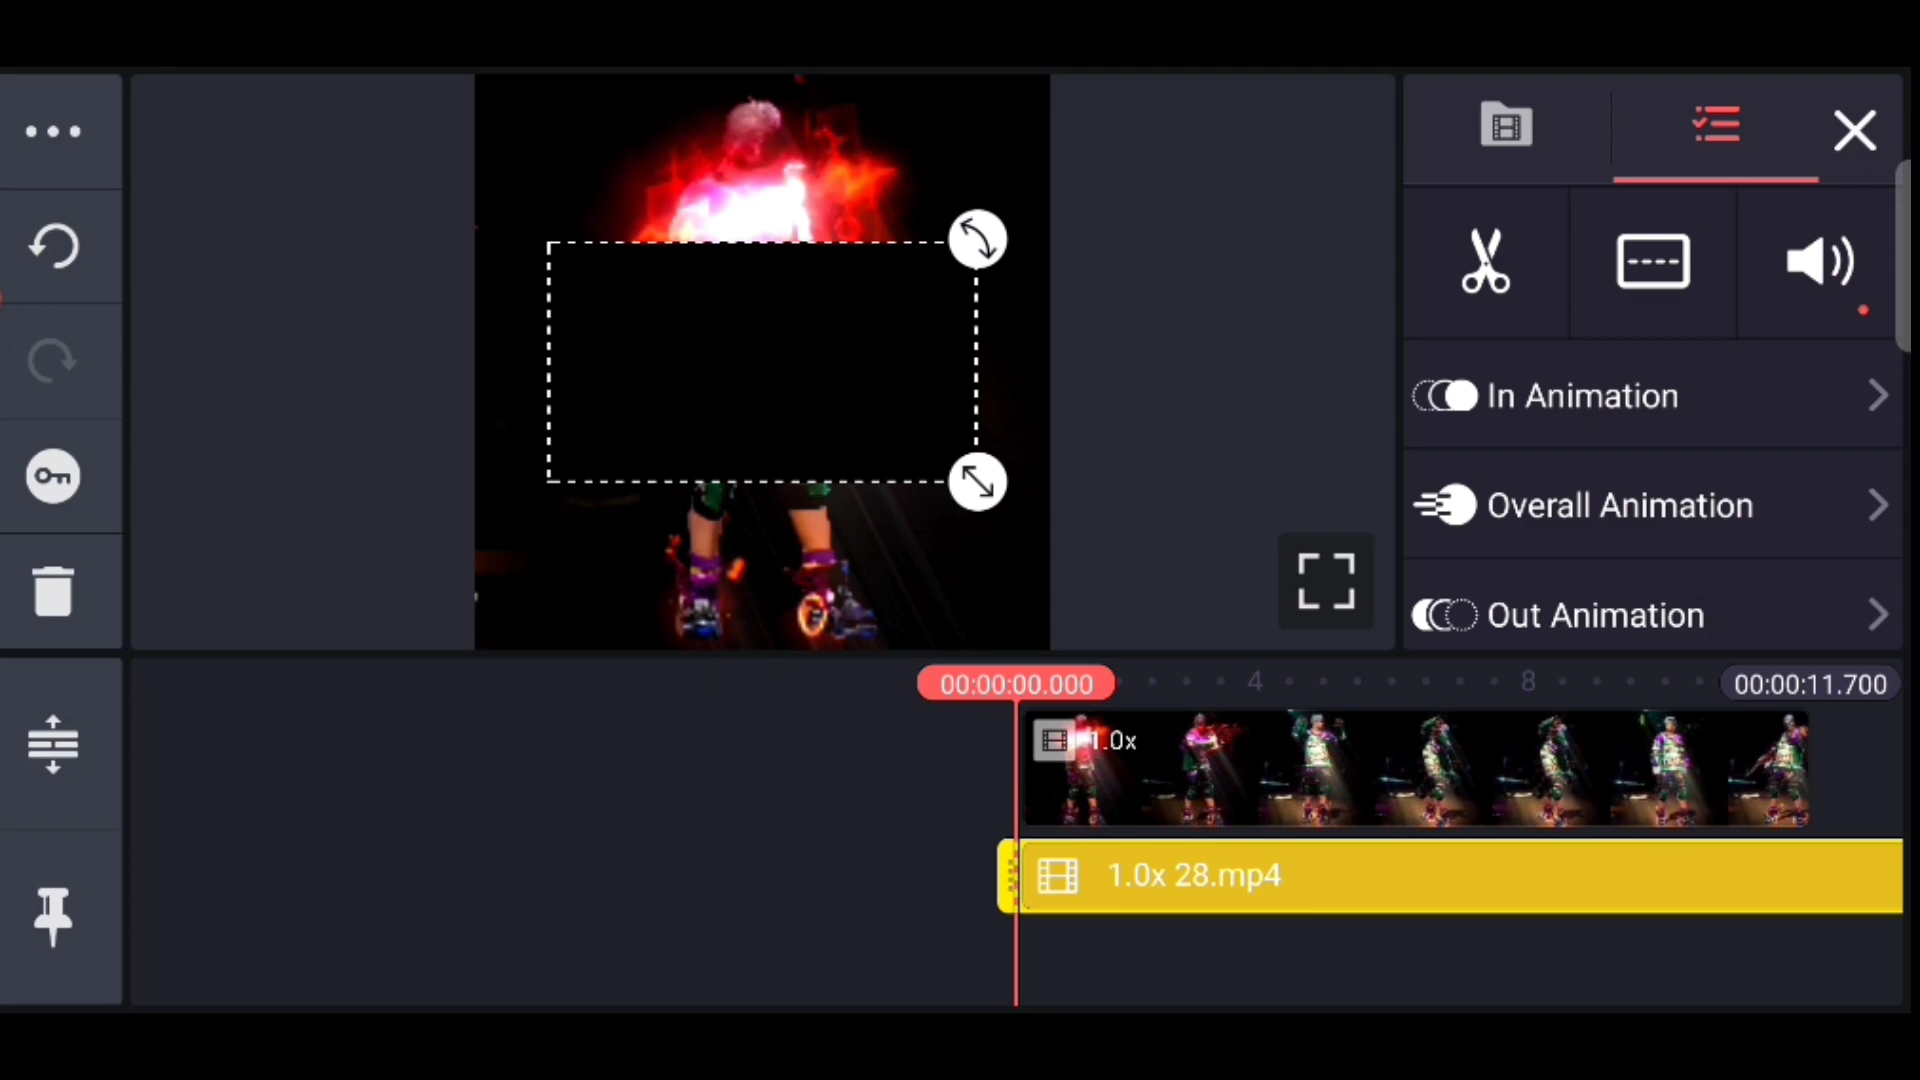 In Animation
Overall Animation
Out Animation
00:00:00.000
4
8
00:00:11.700
1.0x
1.0x 28.mp4